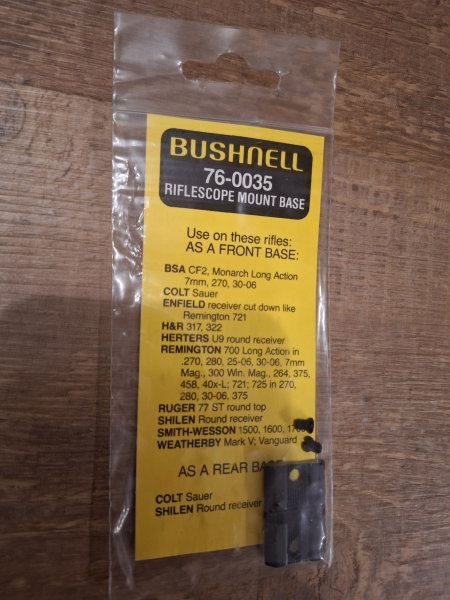 BUSHNELL
76-0035
RIFLESCOPE MOUNT BASE
Use on these rifles:
AS A FRONT BASE:
BSA CF2, Monarch Long Action
7mm, 270, 30-06
COLT Sauer
ENFIELD receiver cut down like
Remington 721
H&R 317, 322
HERTERS U9 round receiver
REMINGTON 700 Long Action in
.270, 280, 25-06, 30-06, 7mm
Mag., 300 Win. Mag., 264, 375,
458, 40x-L; 721; 725 in 270,
280, 30-06, 375
RUGER 77 ST round top
SHILEN Round receiver
SMITH-WESSON 1500, 1600,
WEATHERBY Mark V; Vanguard
AS A REAR
COLT Sauer
SHILEN Round receiver